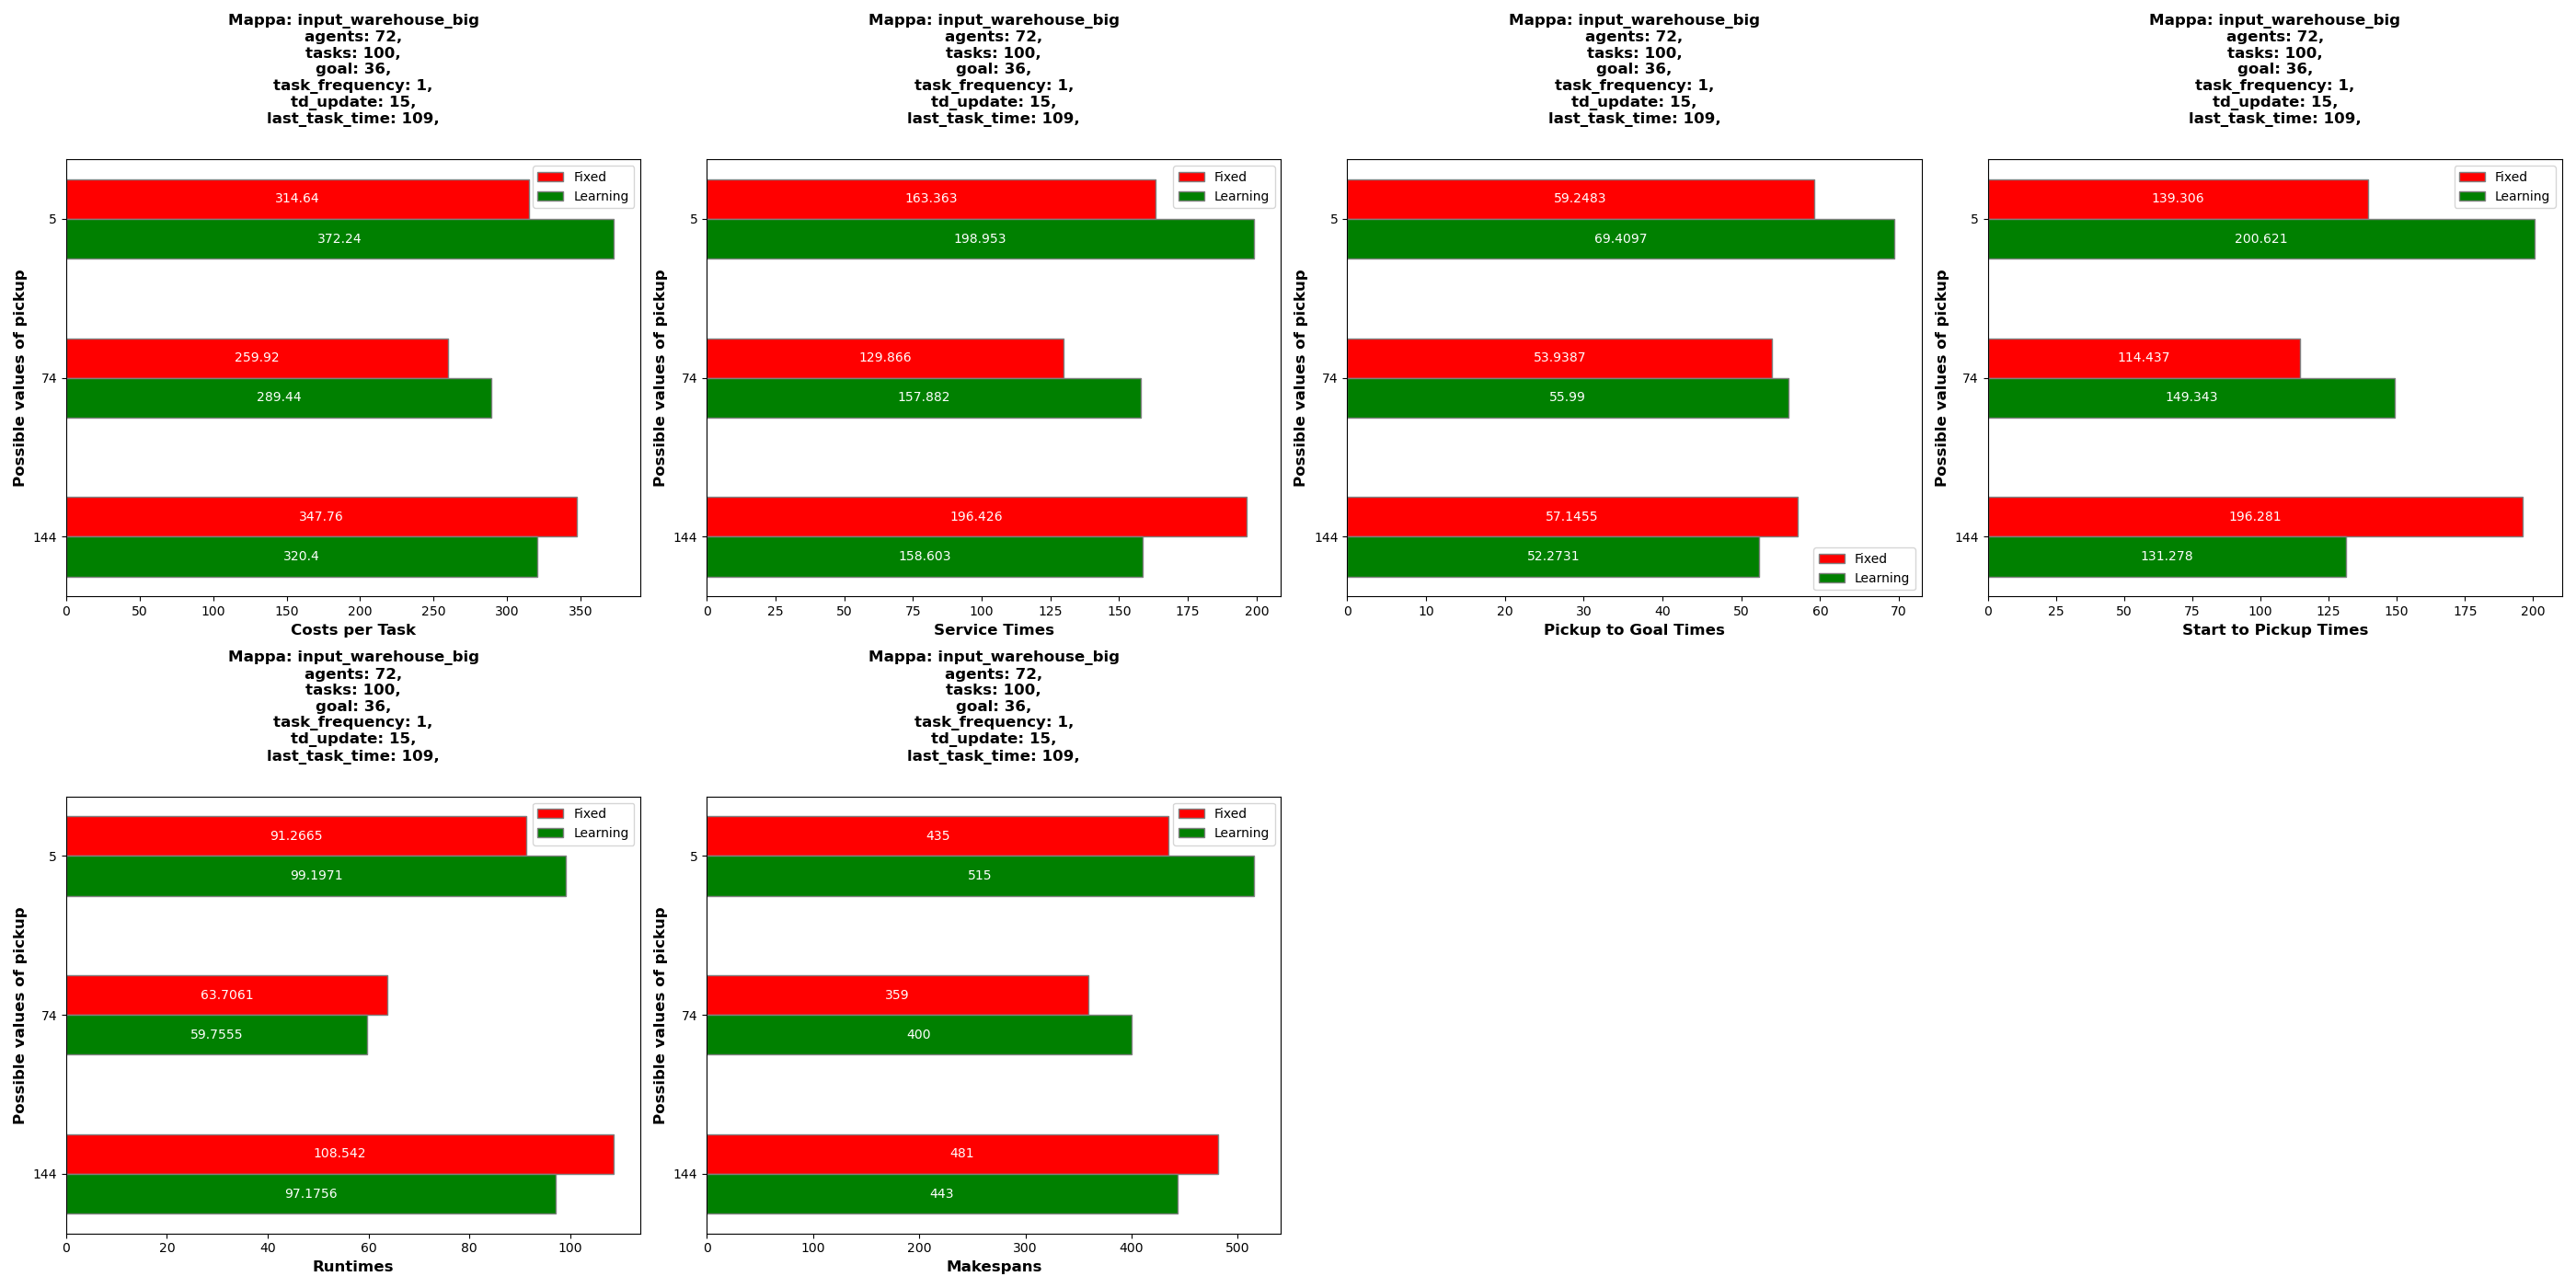 Mappa: input_warehouse_big
agents: 72,
tasks: 100,
goal: 36,
task_frequency: 1,
td_update: 15,
last_task_time: 109,
Fixed
Learning
314.64
5
372.24
259.92
74
289.44
347.76
144
320.4
0 50 100 150 200 250 300 350
Costs per Task
Possible values of pickup
Mappa: input_warehouse_big
agents: 72,
tasks: 100,
goal: 36,
task_frequency: 1,
td_update: 15,
last_task_time: 109,
Fixed
Learning
163.363
5
198.953
129.866
74
157.882
196.426
144
158.603
0 25 50 75 100 125 150 175 200
Service Times
Possible values of pickup
Mappa: input_warehouse_big
agents: 72,
tasks: 100,
goal: 36,
task_frequency: 1,
td_update: 15,
last_task_time: 109,
59.2483
5
69.4097
53.9387
74
55.99
57.1455
144
52.2731
Fixed
Learning
0 10 20 30 40 50 60 70
Pickup to Goal Times
Possible values of pickup
Mappa: input_warehouse_big
agents: 72,
tasks: 100,
goal: 36,
task_frequency: 1,
td_update: 15,
last_task_time: 109,
Fixed
Learning
139.306
5
200.621
114.437
74
149.343
196.281
144
131.278
0 25 50 75 100 125 150 175 200
Start to Pickup Times
Possible values of pickup
Mappa: input_warehouse_big
agents: 72,
tasks: 100,
goal: 36,
task_frequency: 1,
td_update: 15,
last_task_time: 109,
Fixed
Learning
91.2665
5
99.1971
63.7061
74
59.7555
108.542
144
97.1756
0 20 40 60 80 100
Runtimes
Possible values of pickup
Mappa: input_warehouse_big
agents: 72,
tasks: 100,
goal: 36,
task_frequency: 1,
td_update: 15,
last_task_time: 109,
Fixed
Learning
435
5
515
359
74
400
481
144
443
0 100 200 300 400 500
Makespans
Possible values of pickup